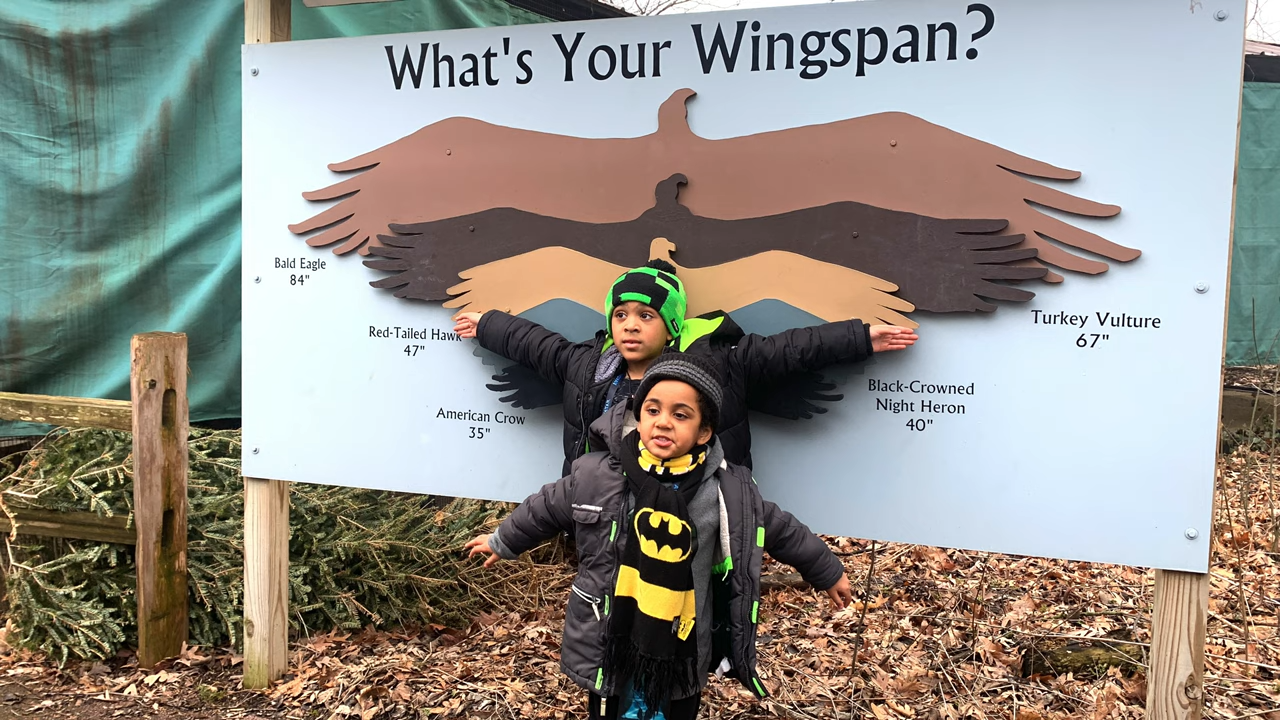 What's Your Wingspan?
Bald Eagle
84"
Red-Tailed Hawk
47"
American Crow
35"
Turkey Vulture
67"
Black-Crowned
Night Heron
40"